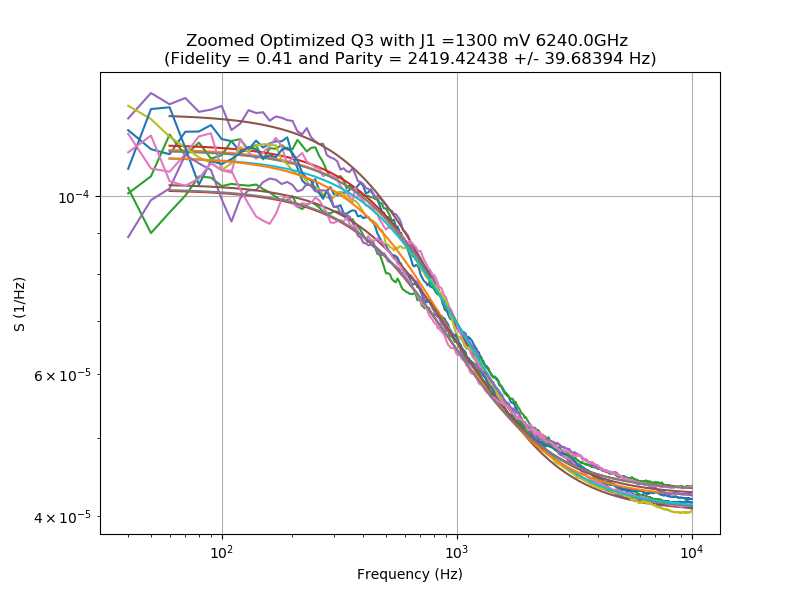 Zoomed Optimized Q3 with J1 =1300 mV 6240.0GHz
(Fidelity = 0.41 and Parity = 2419.42438 +/- 39.68394 Hz)
S (1/Hz)
10⁻⁴
6 × 10⁻⁵
4 × 10⁻⁵
10² 10³ 10⁴
Frequency (Hz)